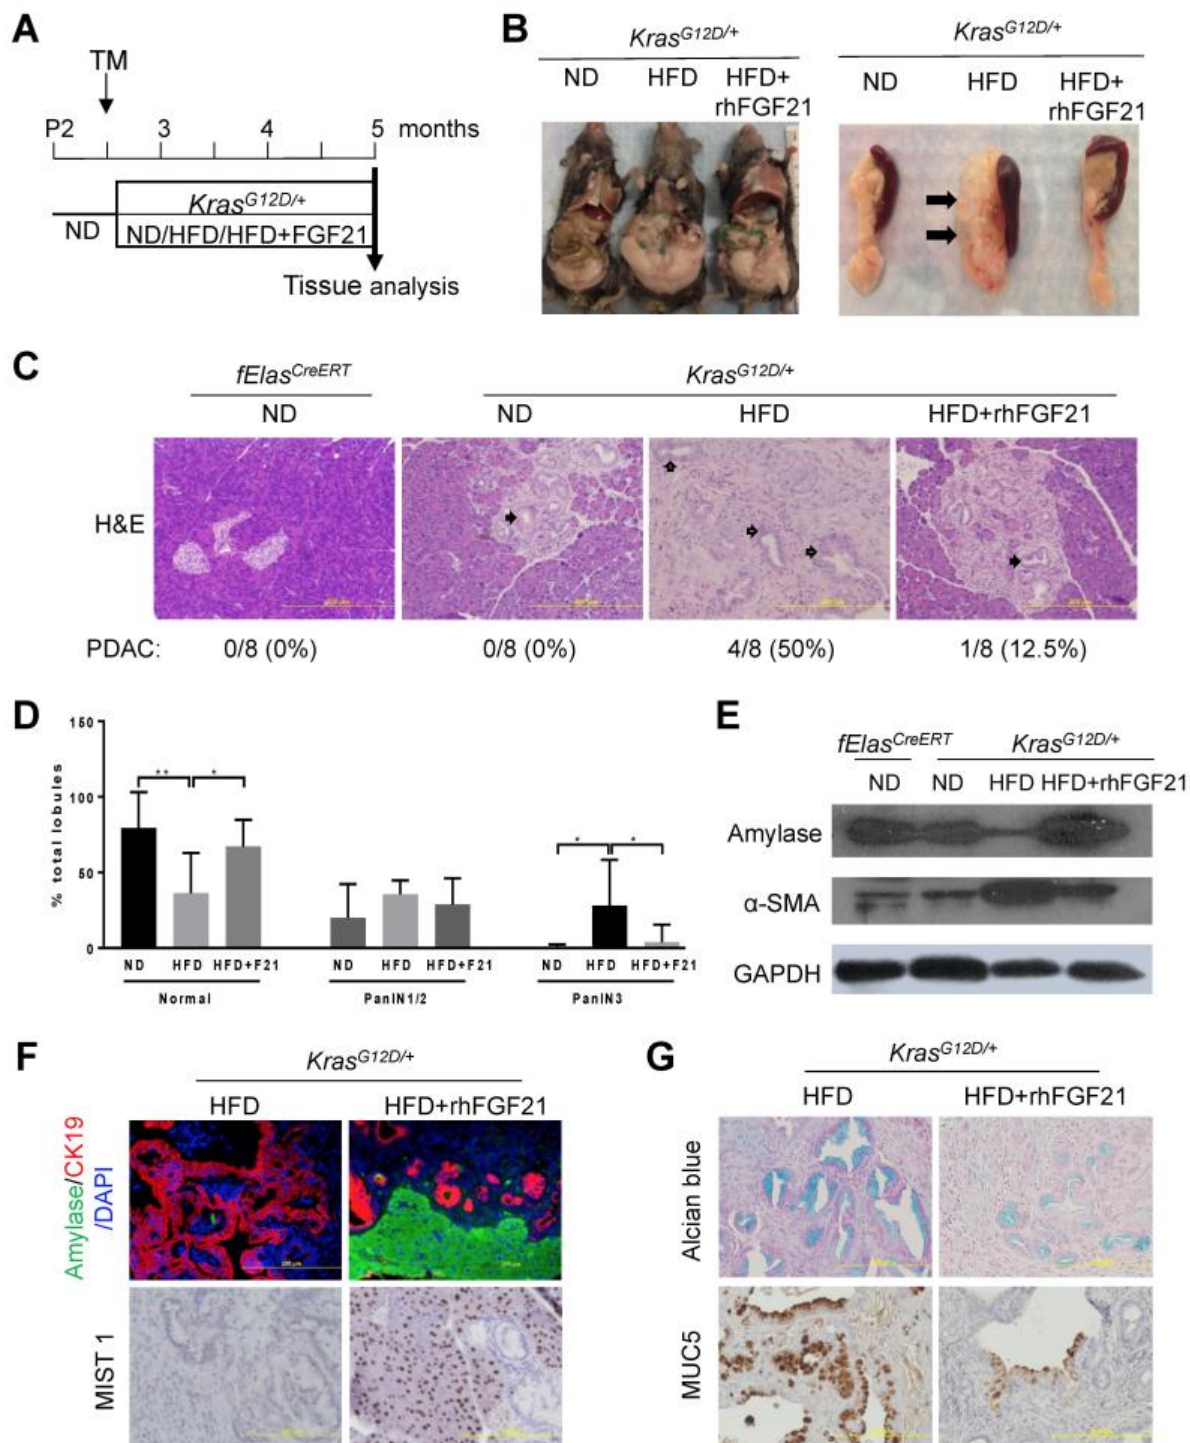 A
TM
P2 3 4 5 months
Kras^G12D/+
ND ND/HFD/HFD+FGF21
Tissue analysis
B
Kras^G12D/+ Kras^G12D/+
ND HFD HFD+ ND HFD HFD+
rhFGF21 rhFGF21
C
fElas^CreERT Kras^G12D/+
ND ND HFD HFD+rhFGF21
H&E
PDAC: 0/8 (0%) 0/8 (0%) 4/8 (50%) 1/8 (12.5%)
D
% total lobules
150
100
50
0
** * * *
ND HFD HFD+F21 ND HFD HFD+F21 ND HFD HFD+F21
Normal PanIN1/2 PanIN3
E
fElas^CreERT Kras^G12D/+
ND ND HFD HFD+rhFGF21
Amylase
α-SMA
GAPDH
F
Kras^G12D/+
HFD HFD+rhFGF21
Amylase/CK19
/DAPI
MIST 1
G
Kras^G12D/+
HFD HFD+rhFGF21
Alcian blue
MUC5